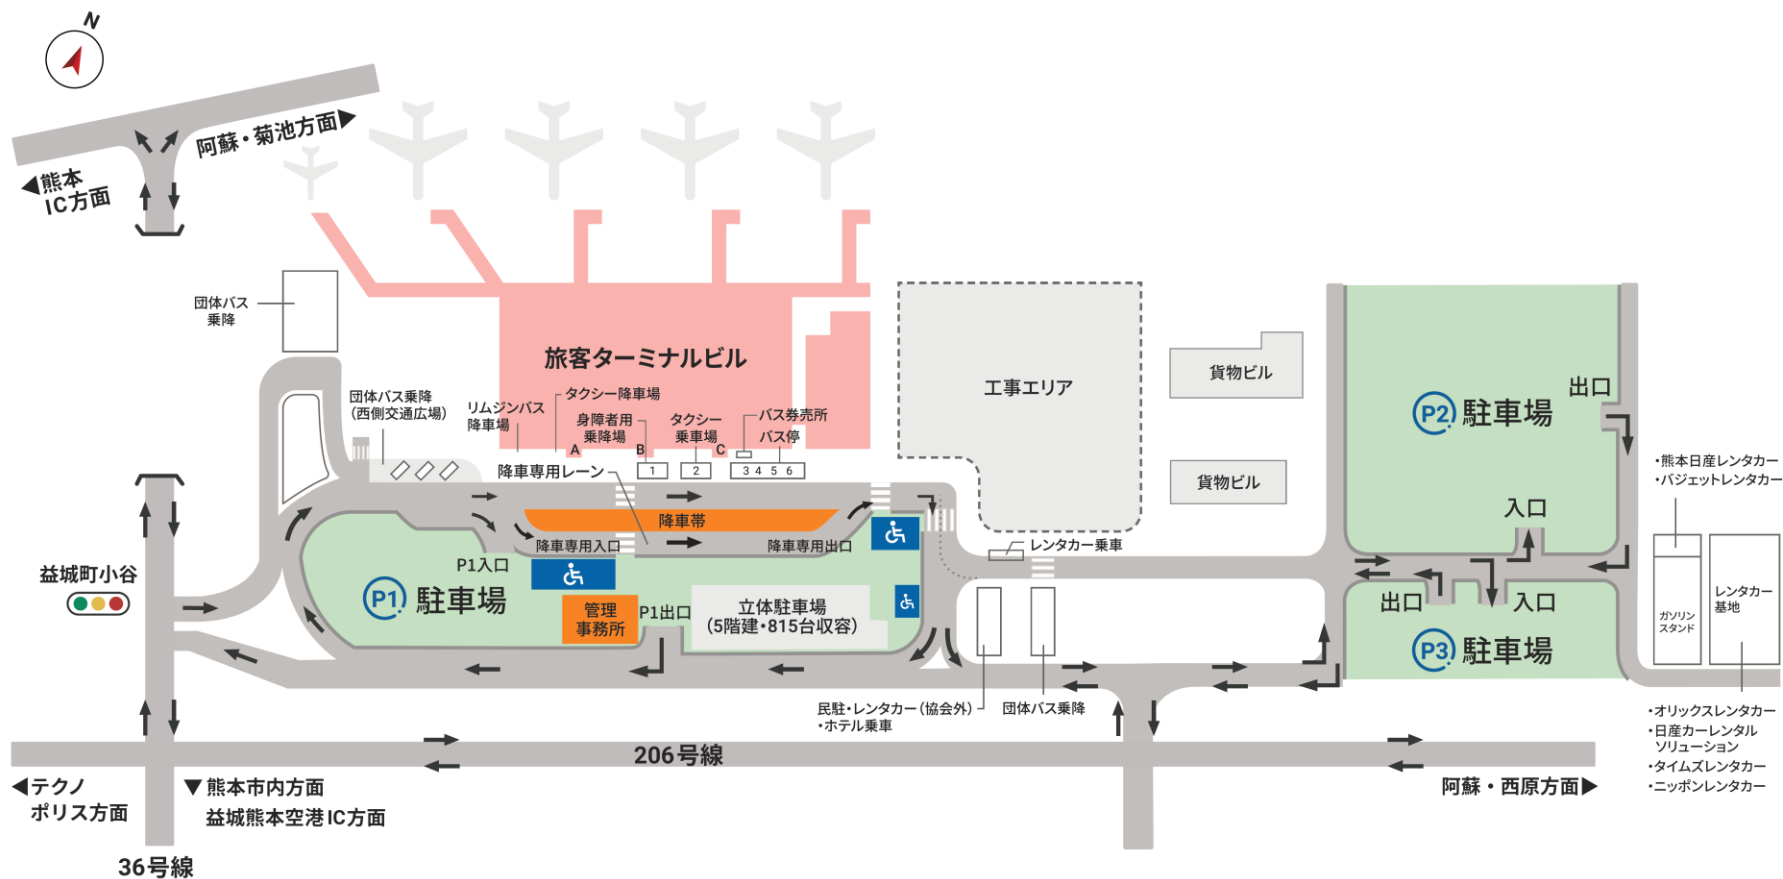 N
阿蘇・菊池方面▶
◀熊本
IC方面
団体バス
乗降
旅客ターミナルビル
工事エリア
貨物ビル
貨物ビル
団体バス乗降
（西側交通広場）
リムジンバス
降車場
タクシー降車場
身障者用
乗降場
タクシー
乗車場
バス券売所
バス停
A
B
C
1
2
3 4 5 6
降車専用レーン
降車帯
降車専用入口
降車専用出口
P1入口
P1 駐車場
管理
事務所
P1出口
立体駐車場
（5階建・815台収容）
レンタカー乗車
民駐・レンタカー（協会外）
・ホテル乗車
団体バス乗降
P2 駐車場
出口
入口
出口
入口
P3 駐車場
・熊本日産レンタカー
・バジェットレンタカー
ガソリン
スタンド
レンタカー
基地
・オリックスレンタカー
・日産カーレンタル
ソリューション
・タイムズレンタカー
・ニッポンレンタカー
益城町小谷
206号線
◀テクノ
ポリス方面
▼熊本市内方面
益城熊本空港IC方面
阿蘇・西原方面▶
36号線